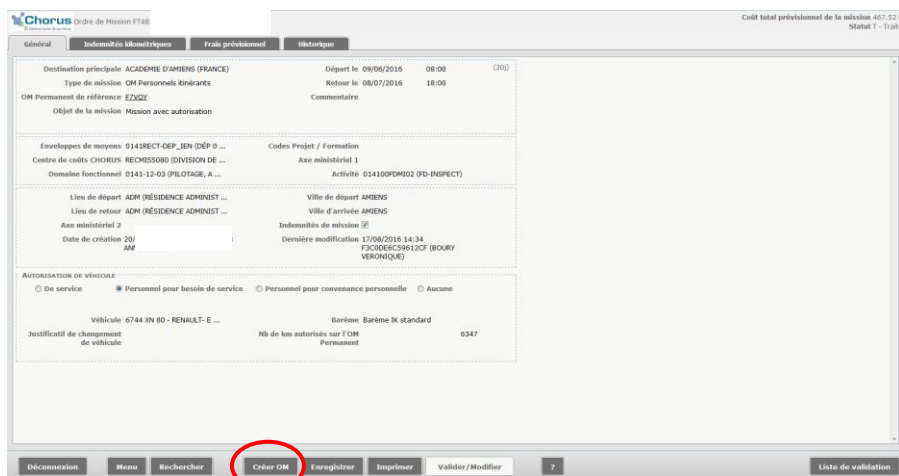 Chorus Ordre de Mission FT48
Coût total prévisionnel de la mission 467.52
Statut T - Trait
Général Indemnités kilométriques Frais prévisionnel Historique
Destination principale ACADEMIE D'AMIENS (FRANCE) Départ le 09/06/2016 08:00 (30j)
Type de mission OM Personnels itinérants Retour le 08/07/2016 18:00
OM Permanent de référence F7VQY Commentaire
Objet de la mission Mission avec autorisation
Enveloppes de moyens 0141RECT-DEP_IEN (DÉP 0 ... Codes Projet / Formation
Centre de coûts CHORUS RECMISS080 (DIVISION DE ... Axe ministériel 1
Domaine fonctionnel 0141-12-03 (PILOTAGE, A ... Activité 014100FDMI02 (FD-INSPECT)
Lieu de départ ADM (RÉSIDENCE ADMINIST ... Ville de départ AMIENS
Lieu de retour ADM (RÉSIDENCE ADMINIST ... Ville d'arrivée AMIENS
Axe ministériel 2 Indemnités de mission
Date de création 20/ Dernière modification 17/08/2016 14:34
F3C0DE6C59612CF (BOURY
VERONIQUE)
AUTORISATION DE VÉHICULE
De service Personnel pour besoin de service Personnel pour convenance personnelle Aucune
Véhicule 6744 XN 80 - RENAULT- E ... Barème Barème IK standard
Justificatif de changement de véhicule Nb de km autorisés sur l'OM Permanent 6347
Déconnexion Menu Rechercher Créer OM Enregistrer Imprimer Valider/Modifier ? Liste de validation